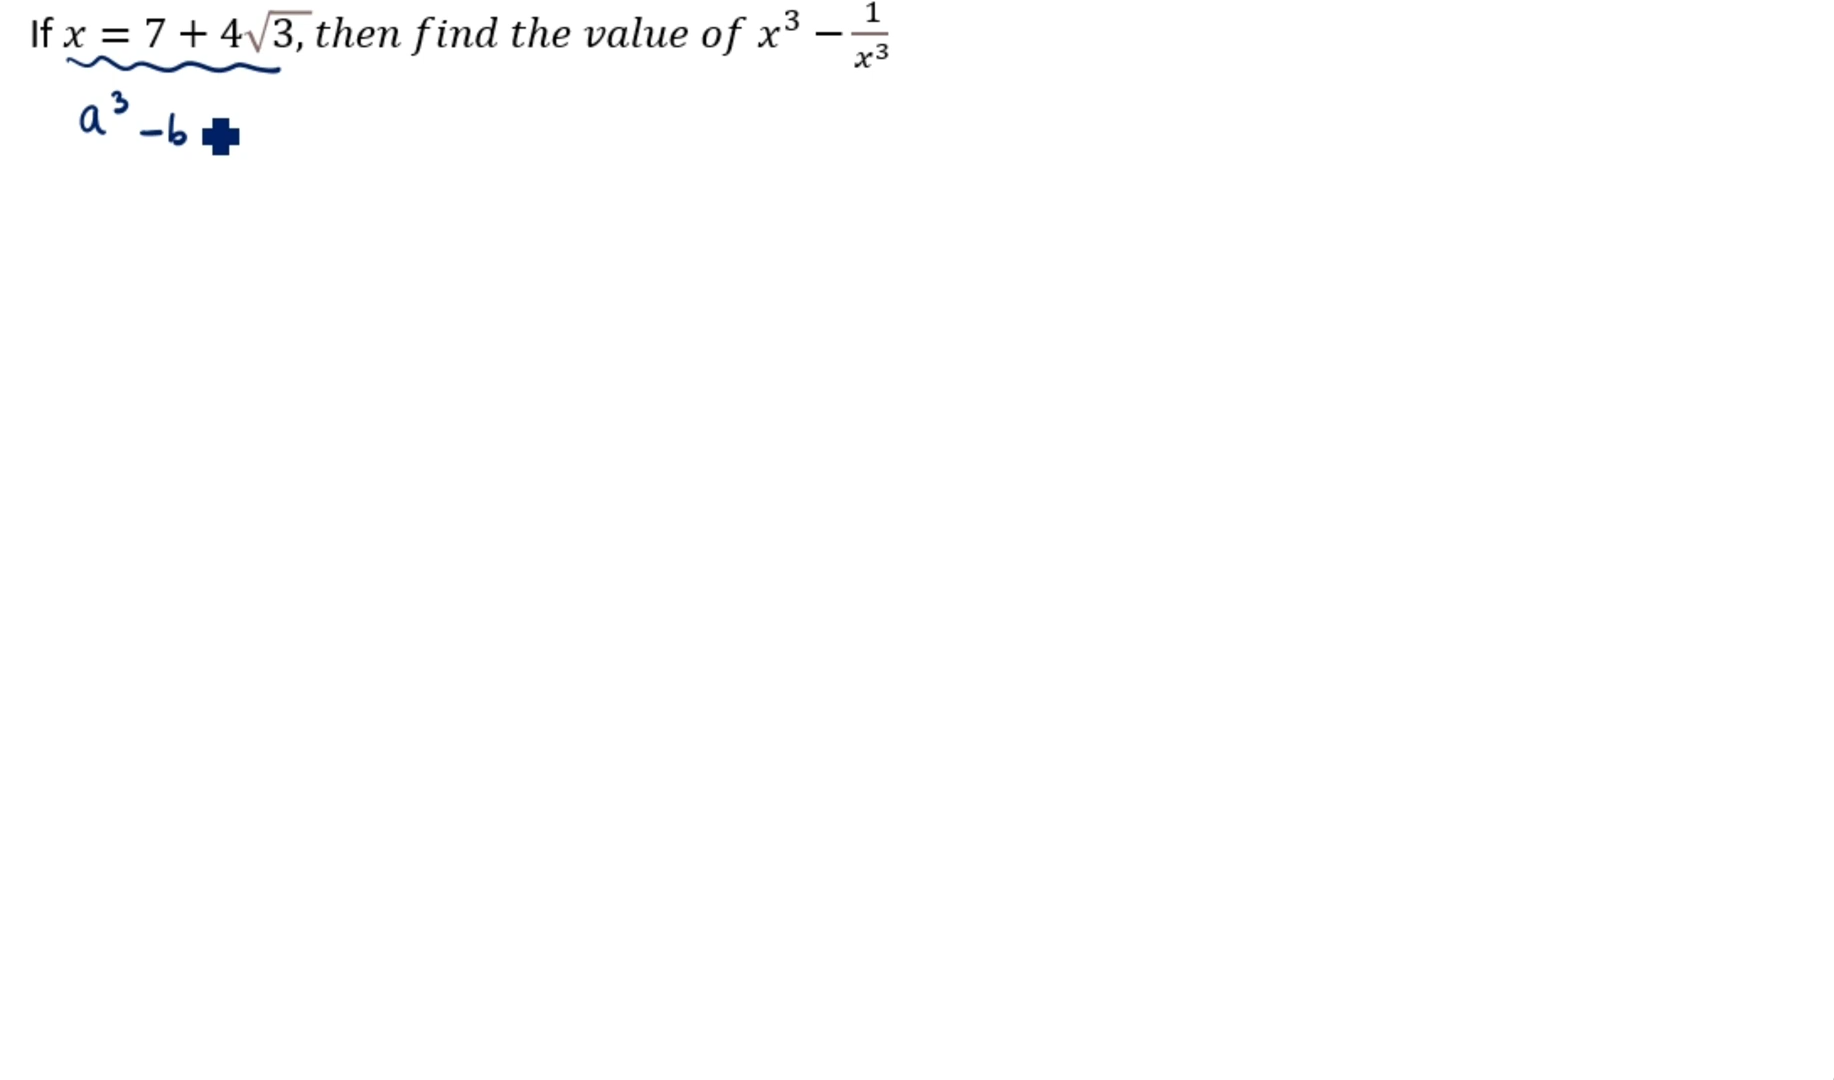 If x = 7 + 4√3, then find the value of x³ − 1/x³
a³ − b